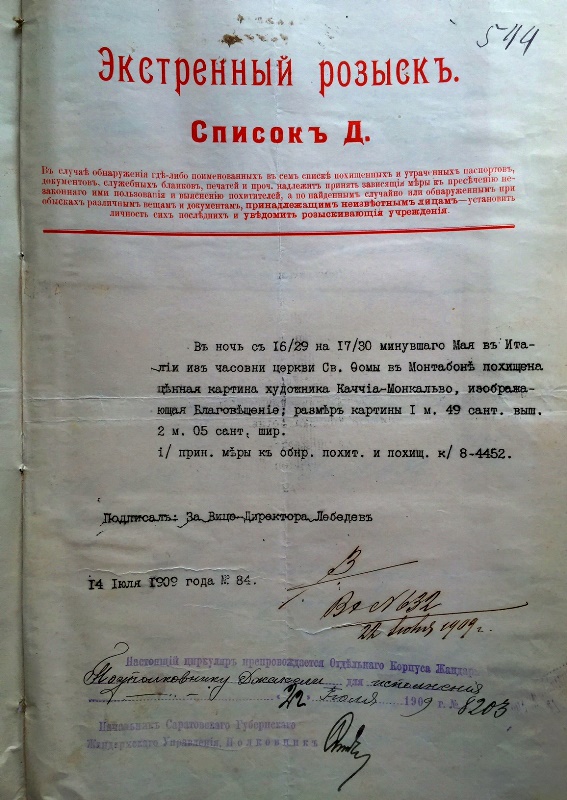 544
Экстренный розыскъ.
Списокъ Д.
Въ случаѣ обнаруженія гдѣ-либо поименованныхъ въ семъ спискѣ похищенныхъ и утраченныхъ паспортовъ,
документовъ, служебныхъ бланковъ, печатей и проч. надлежитъ принять зависящія мѣры къ пресѣченію не-
законнаго ими пользованія и выясненію похитителей, а по найденнымъ случайно или обнаруженнымъ при
обыскахъ различнымъ вещамъ и документамъ, принадлежащимъ неизвѣстнымъ лицамъ—установить
личность сихъ послѣднихъ и увѣдомить розыскивающія учрежденія.
Въ ночь съ 16/29 на 17/30 минувшаго Мая въ Ита-
ліи изъ часовни церкви Св. Ѳомы въ Монтабонѣ похищена
цѣнная картина художника Каччіа-Монкальво, изобража-
ющая Благовѣщеніе; размѣръ картины I м. 49 сант. выш.
2 м. 05 сант. шир.
i/ прин. мѣры къ обнр. похит. и похищ. к/ 8-4452.
Подписалъ: За Вице-Директора Лебедевъ
14 Іюля 1909 года № 84.
В
Вх № 632
22 Іюля 1909 г.
Настоящій циркуляръ препровождается Отдѣльнаго Корпуса Жандар
Подполковнику для исполненія
22 Іюля 1909 г. № 8203
Начальникъ Саратовскаго Губернскаго
Жандармскаго Управленія, Полковникъ